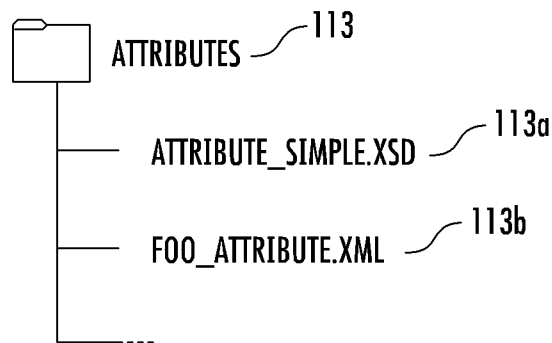 ATTRIBUTES 113
ATTRIBUTE_SIMPLE.XSD 113a
FOO_ATTRIBUTE.XML 113b